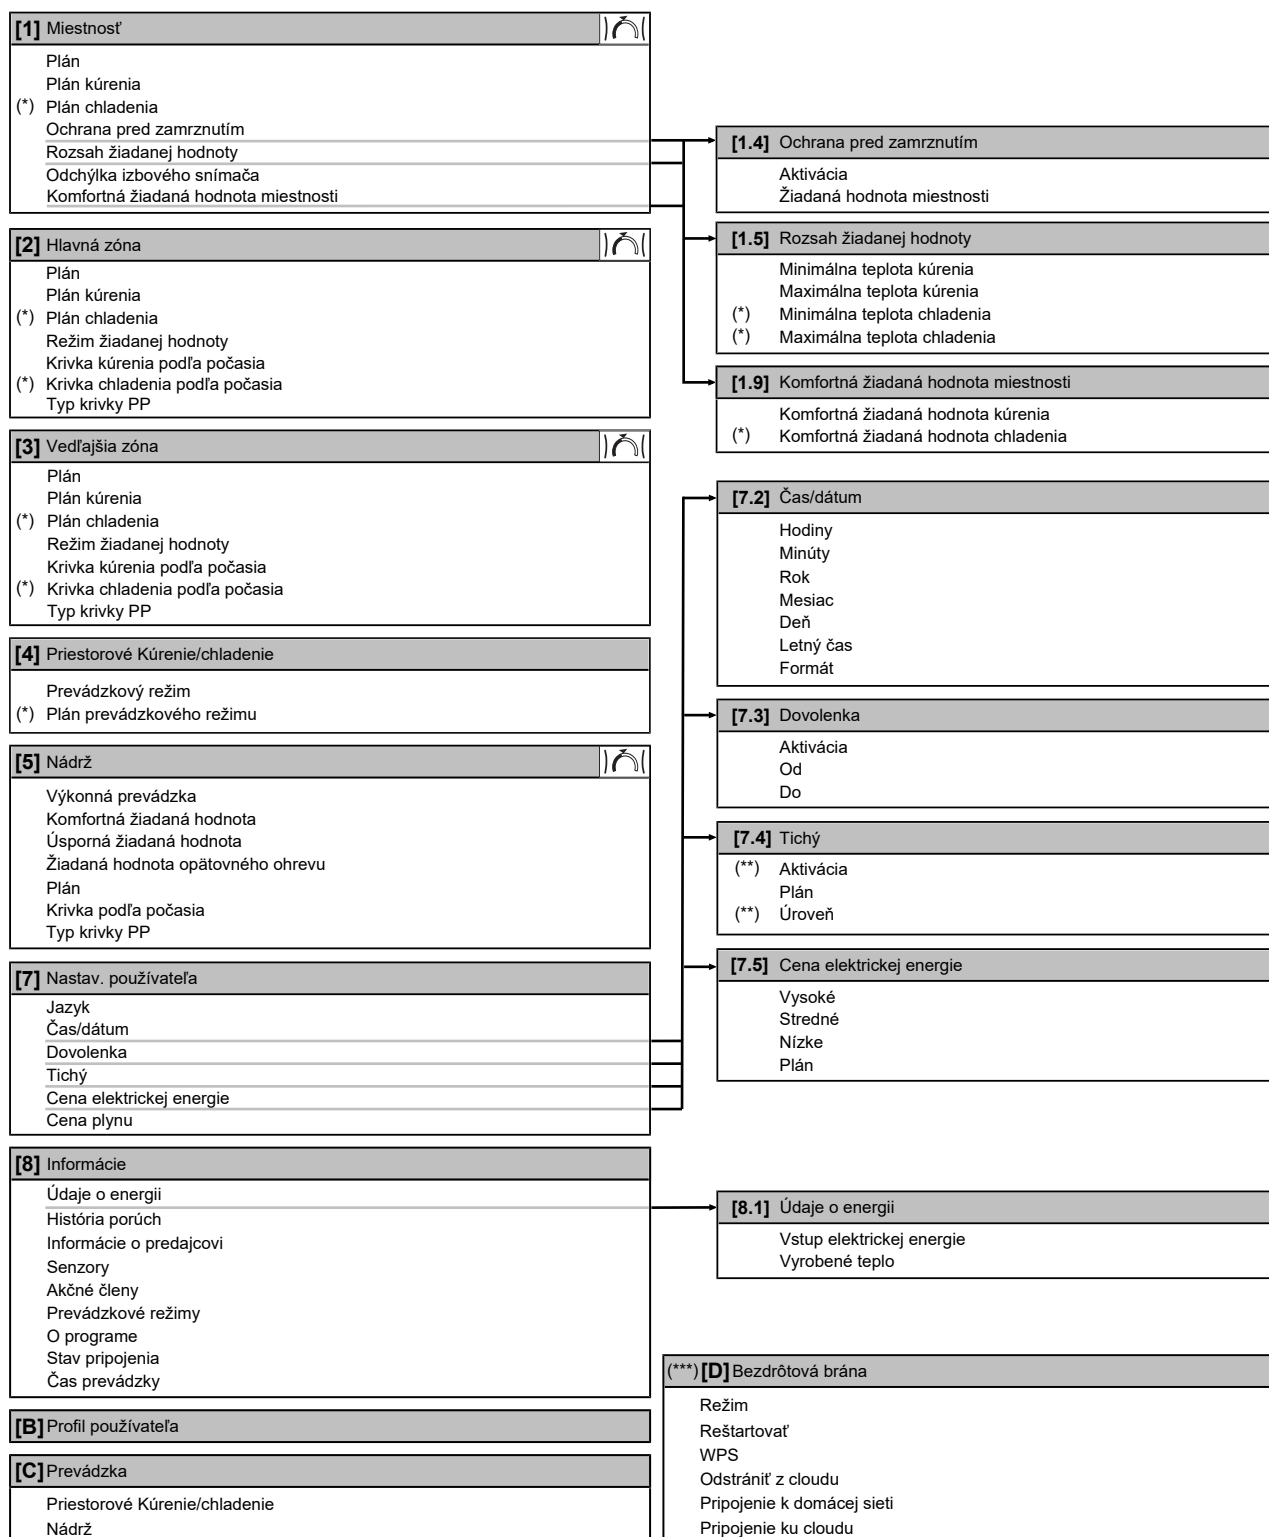 [1] Miestnosť
Plán
Plán kúrenia
(*) Plán chladenia
Ochrana pred zamrznutím
Rozsah žiadanej hodnoty
Odchýlka izbového snímača
Komfortná žiadaná hodnota miestnosti
[2] Hlavná zóna
Plán
Plán kúrenia
(*) Plán chladenia
Režim žiadanej hodnoty
Krivka kúrenia podľa počasia
(*) Krivka chladenia podľa počasia
Typ krivky PP
[3] Vedľajšia zóna
Plán
Plán kúrenia
(*) Plán chladenia
Režim žiadanej hodnoty
Krivka kúrenia podľa počasia
(*) Krivka chladenia podľa počasia
Typ krivky PP
[4] Priestorové Kúrenie/chladenie
Prevádzkový režim
(*) Plán prevádzkového režimu
[5] Nádrž
Výkonná prevádzka
Komfortná žiadaná hodnota
Úsporná žiadaná hodnota
Žiadaná hodnota opätovného ohrevu
Plán
Krivka podľa počasia
Typ krivky PP
[7] Nastav. používateľa
Jazyk
Čas/dátum
Dovolenka
Tichý
Cena elektrickej energie
Cena plynu
[8] Informácie
Údaje o energii
História porúch
Informácie o predajcovi
Senzory
Akčné členy
Prevádzkové režimy
O programe
Stav pripojenia
Čas prevádzky
[B] Profil používateľa
[C] Prevádzka
Priestorové Kúrenie/chladenie
Nádrž
[1.4] Ochrana pred zamrznutím
Aktivácia
Žiadaná hodnota miestnosti
[1.5] Rozsah žiadanej hodnoty
Minimálna teplota kúrenia
Maximálna teplota kúrenia
(*) Minimálna teplota chladenia
(*) Maximálna teplota chladenia
[1.9] Komfortná žiadaná hodnota miestnosti
Komfortná žiadaná hodnota kúrenia
(*) Komfortná žiadaná hodnota chladenia
[7.2] Čas/dátum
Hodiny
Minúty
Rok
Mesiac
Deň
Letný čas
Formát
[7.3] Dovolenka
Aktivácia
Od
Do
[7.4] Tichý
(**) Aktivácia
Plán
(**) Úroveň
[7.5] Cena elektrickej energie
Vysoké
Stredné
Nízke
Plán
[8.1] Údaje o energii
Vstup elektrickej energie
Vyrobené teplo
(***) [D] Bezdrôtová brána
Režim
Reštartovať
WPS
Odstrániť z cloudu
Pripojenie k domácej sieti
Pripojenie ku cloudu